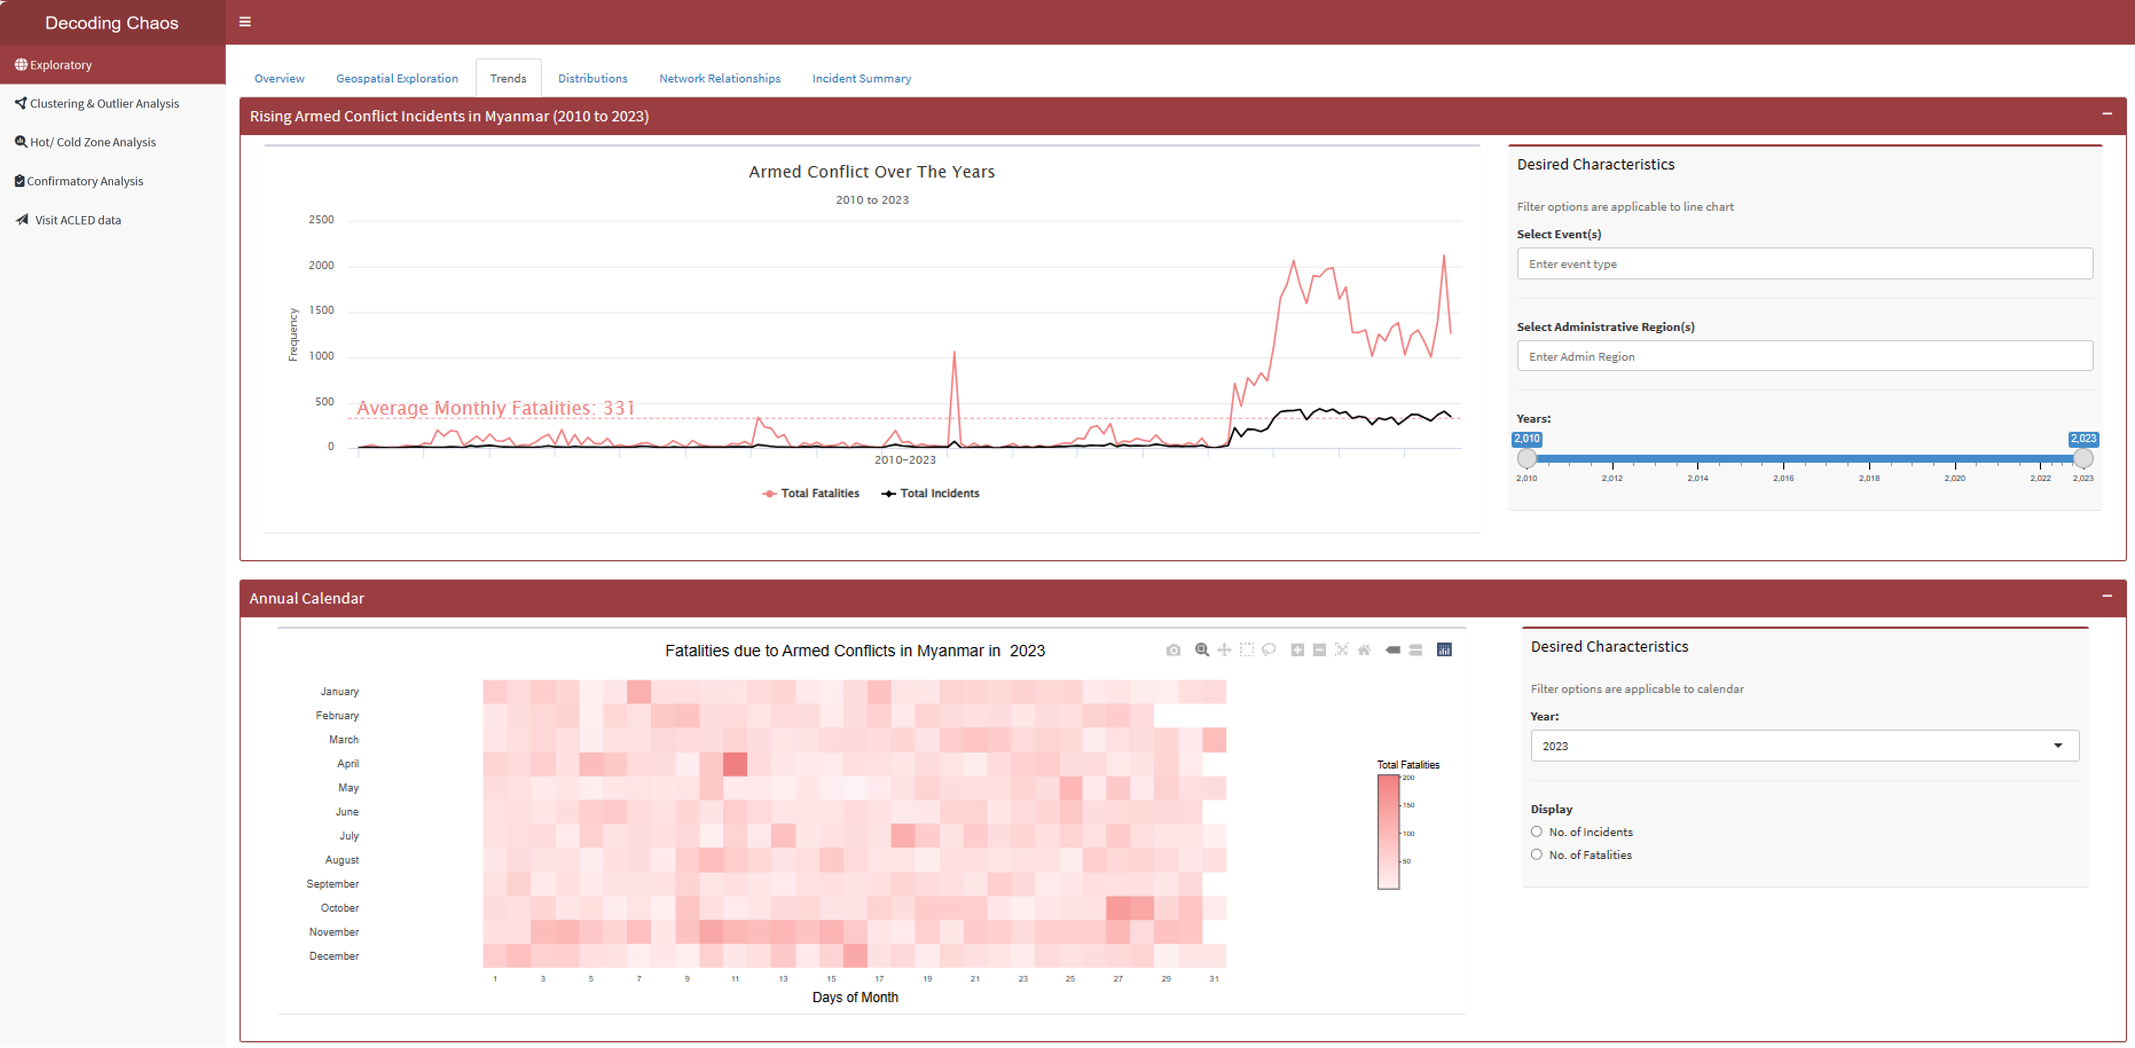 Decoding Chaos
Exploratory
Clustering & Outlier Analysis
Hot/ Cold Zone Analysis
Confirmatory Analysis
Visit ACLED data
Overview
Geospatial Exploration
Trends
Distributions
Network Relationships
Incident Summary
Rising Armed Conflict Incidents in Myanmar (2010 to 2023)
Armed Conflict Over The Years
2010 to 2023
Frequency
2500
2000
1500
1000
500
0
Average Monthly Fatalities: 331
2010-2023
Total Fatalities
Total Incidents
Desired Characteristics
Filter options are applicable to line chart
Select Event(s)
Enter event type
Select Administrative Region(s)
Enter Admin Region
Years:
2,010 2,023
2,010 2,012 2,014 2,016 2,018 2,020 2,022 2,023
Annual Calendar
Fatalities due to Armed Conflicts in Myanmar in 2023
January
February
March
April
May
June
July
August
September
October
November
December
1 3 5 7 9 11 13 15 17 19 21 23 25 27 29 31
Days of Month
Total Fatalities
200
150
100
50
Desired Characteristics
Filter options are applicable to calendar
Year:
2023
Display
No. of Incidents
No. of Fatalities